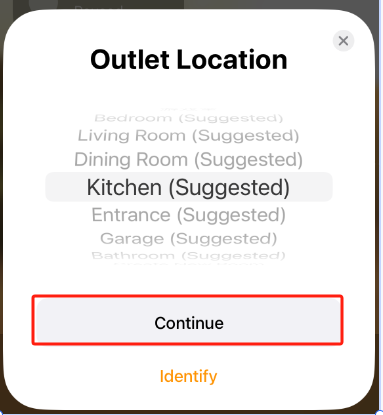 Outlet Location
Bedroom (Suggested)
Living Room (Suggested)
Dining Room (Suggested)
Kitchen (Suggested)
Entrance (Suggested)
Garage (Suggested)
Bathroom (Suggested)
Continue
Identify